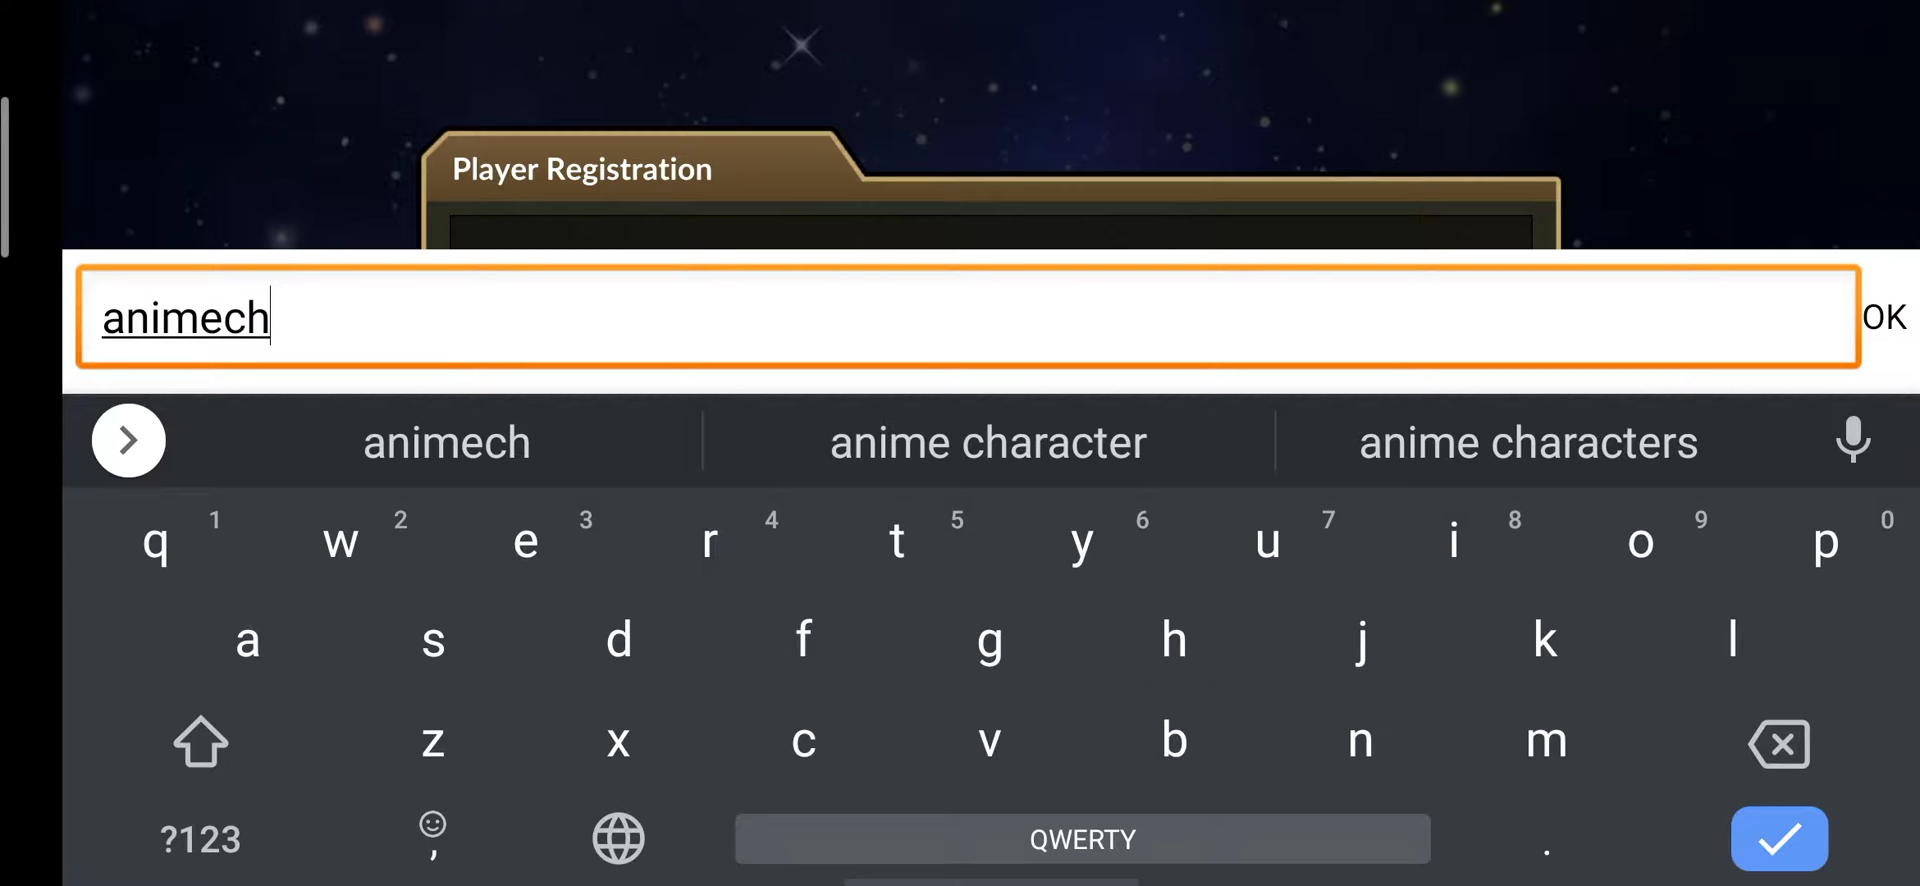 Player Registration
animech
OK
animech anime character anime characters
q 1 w 2 e 3 r 4 t 5 y 6 u 7 i 8 o 9 p 0
a s d f g h j k l
z x c v b n m
?123 , QWERTY .